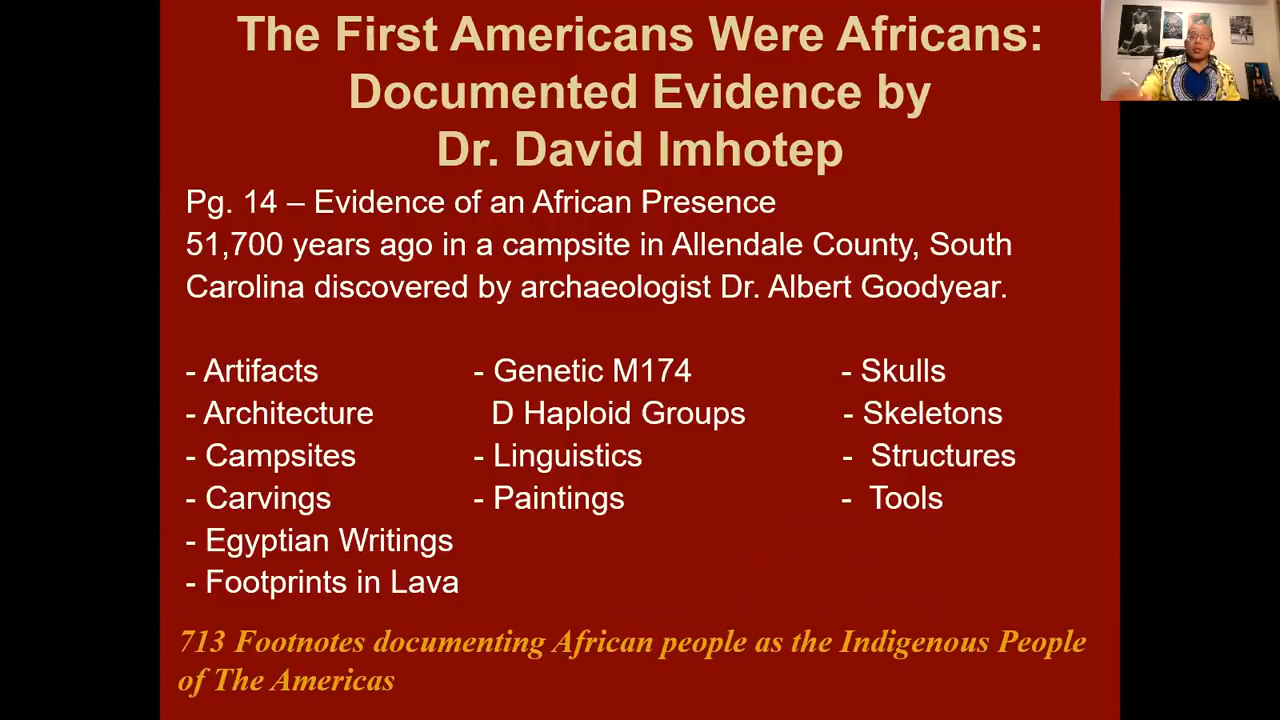 The First Americans Were Africans:
Documented Evidence by
Dr. David Imhotep
Pg. 14 – Evidence of an African Presence
51,700 years ago in a campsite in Allendale County, South
Carolina discovered by archaeologist Dr. Albert Goodyear.
- Artifacts - Genetic M174 - Skulls
- Architecture D Haploid Groups - Skeletons
- Campsites - Linguistics - Structures
- Carvings - Paintings - Tools
- Egyptian Writings
- Footprints in Lava
713 Footnotes documenting African people as the Indigenous People
of The Americas